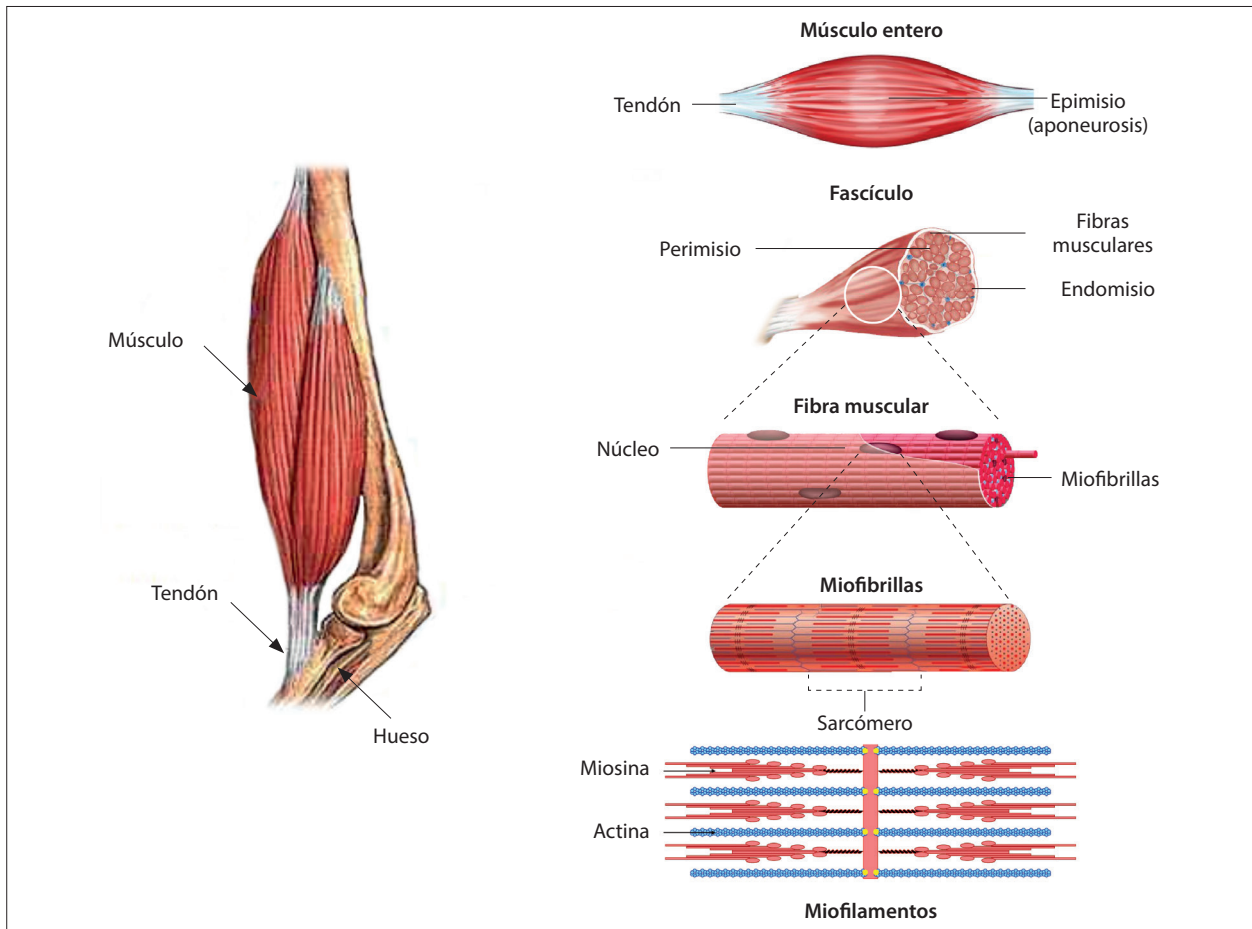 Músculo entero
Tendón
Epimisio
(aponeurosis)
Fascículo
Fibras
musculares
Perimisio
Endomisio
Músculo
Fibra muscular
Núcleo
Miofibrillas
Miofibrillas
Tendón
Hueso
Sarcómero
Miosina
Actina
Miofilamentos